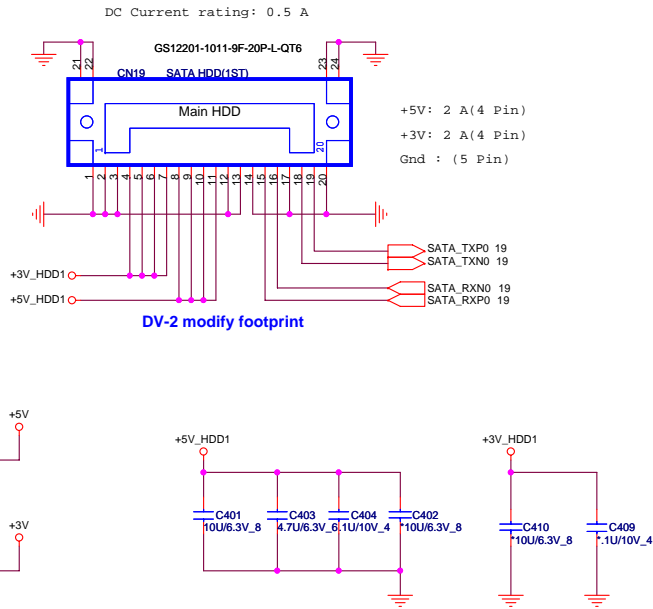 DC Current rating: 0.5 A
GS12201-1011-9F-20P-L-QT6
21
22
23
24
CN19 SATA HDD(1ST)
Main HDD
1
20
+5V: 2 A(4 Pin)
+3V: 2 A(4 Pin)
Gnd : (5 Pin)
1 2 3 4 5 6 7 8 9 10 11 12 13 14 15 16 17 18 19 20
SATA_TXP0 19
SATA_TXN0 19
+3V_HDD1
SATA_RXN0 19
+5V_HDD1
SATA_RXP0 19
DV-2 modify footprint
+5V
+5V_HDD1
+3V_HDD1
C401
10U/6.3V_8
C403
4.7U/6.3V_6
C404
.1U/10V_4
C402
*10U/6.3V_8
+3V
C410
*10U/6.3V_8
C409
*.1U/10V_4